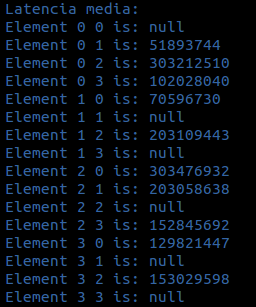 Latencia media:
Element 0 0 is: null
Element 0 1 is: 51893744
Element 0 2 is: 303212510
Element 0 3 is: 102028040
Element 1 0 is: 70596730
Element 1 1 is: null
Element 1 2 is: 203109443
Element 1 3 is: null
Element 2 0 is: 303476932
Element 2 1 is: 203058638
Element 2 2 is: null
Element 2 3 is: 152845692
Element 3 0 is: 129821447
Element 3 1 is: null
Element 3 2 is: 153029598
Element 3 3 is: null